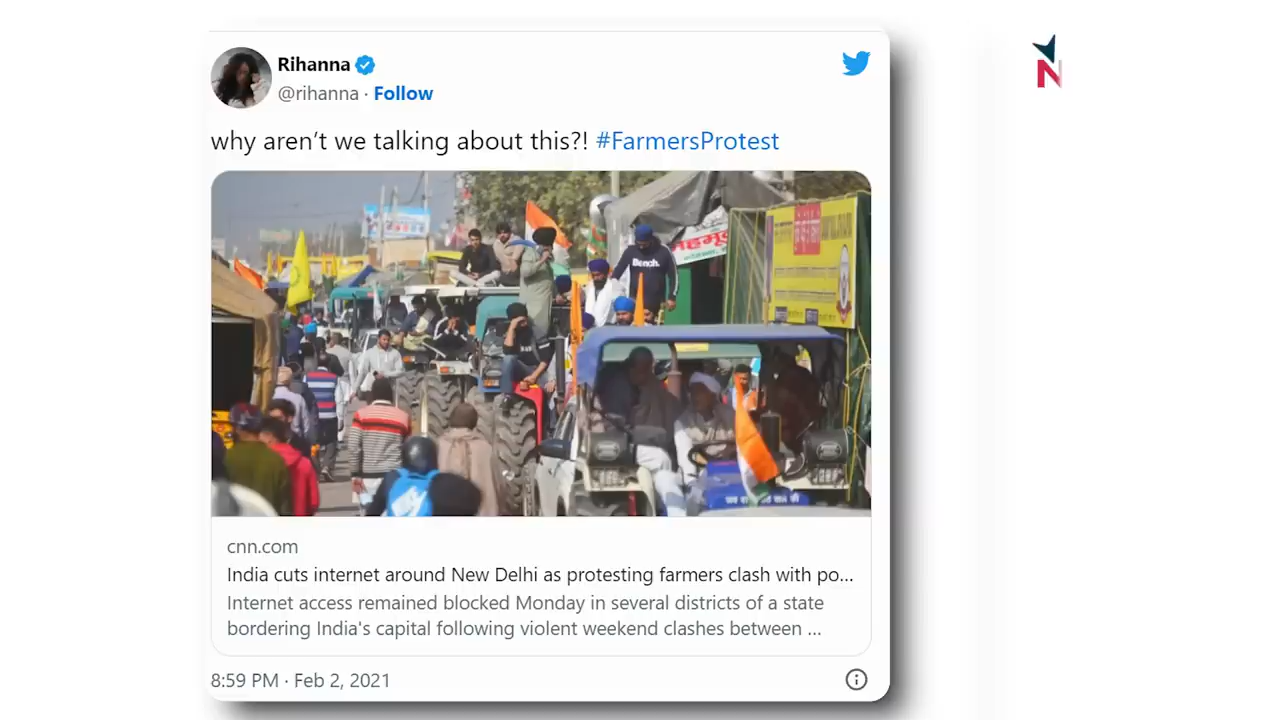 Rihanna
@rihanna · Follow
why aren’t we talking about this?! #FarmersProtest
Bench.
cnn.com
India cuts internet around New Delhi as protesting farmers clash with po...
Internet access remained blocked Monday in several districts of a state
bordering India's capital following violent weekend clashes between ...
8:59 PM · Feb 2, 2021
N